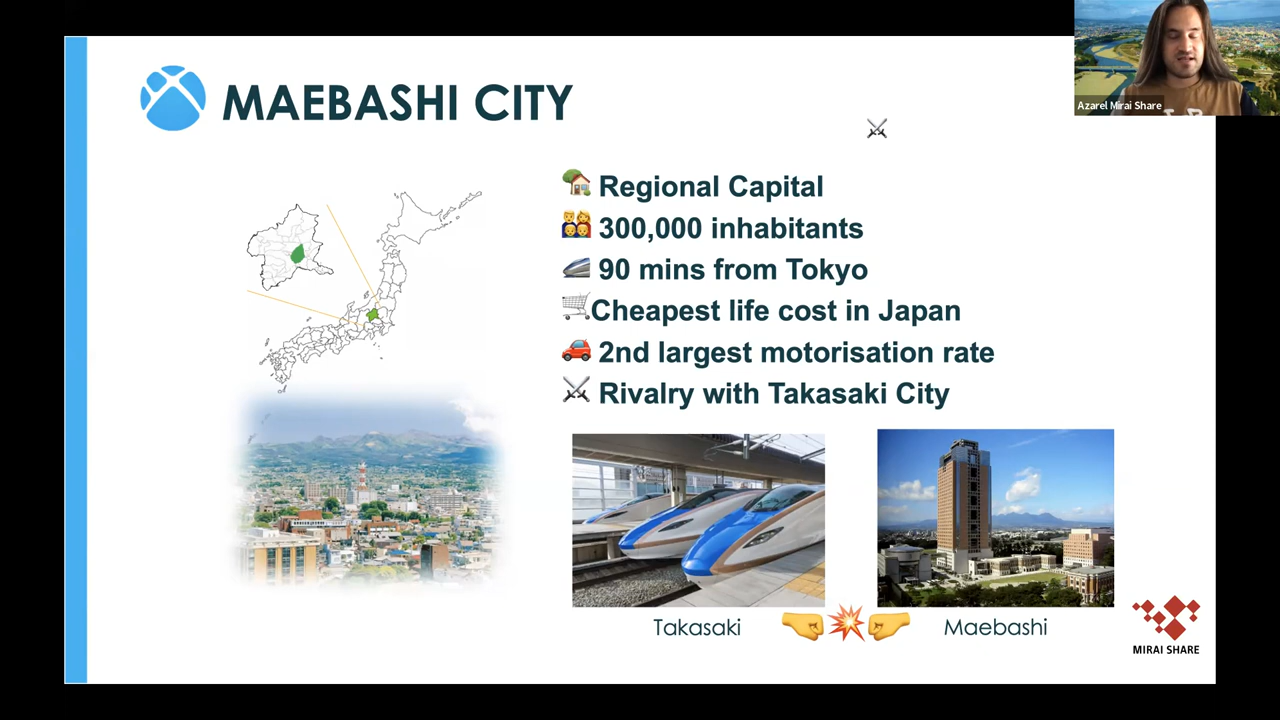 MAEBASHI CITY
Azarel Mirai Share
Regional Capital
300,000 inhabitants
90 mins from Tokyo
Cheapest life cost in Japan
2nd largest motorisation rate
Rivalry with Takasaki City
Takasaki
Maebashi
MIRAI SHARE